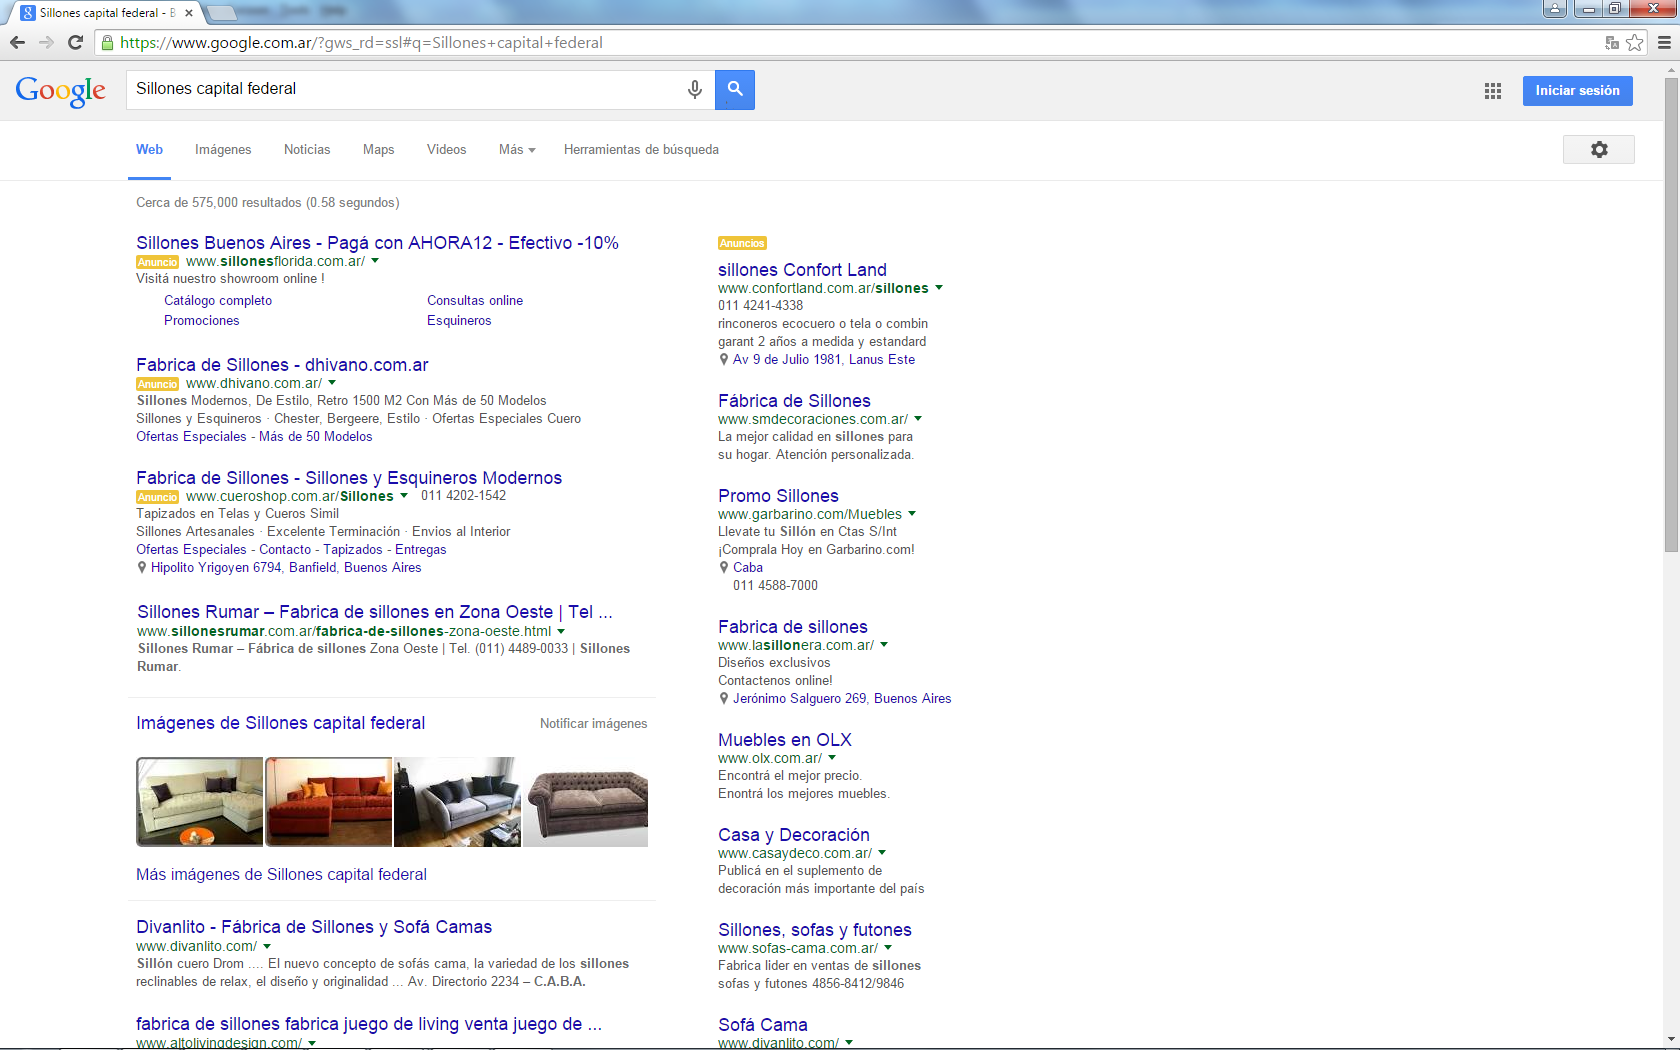 Sillones capital federal - B
https://www.google.com.ar/?gws_rd=ssl#q=Sillones+capital+federal
Google
Sillones capital federal
Iniciar sesión
Web
Imágenes
Noticias
Maps
Videos
Más
Herramientas de búsqueda
Cerca de 575,000 resultados (0.58 segundos)
Sillones Buenos Aires - Pagá con AHORA12 - Efectivo -10%
Anuncio www.sillonesflorida.com.ar/
Visitá nuestro showroom online !
Catálogo completo
Consultas online
Promociones
Esquineros
Fabrica de Sillones - dhivano.com.ar
Anuncio www.dhivano.com.ar/
Sillones Modernos, De Estilo, Retro 1500 M2 Con Más de 50 Modelos
Sillones y Esquineros · Chester, Bergeere, Estilo · Ofertas Especiales Cuero
Ofertas Especiales - Más de 50 Modelos
Fabrica de Sillones - Sillones y Esquineros Modernos
Anuncio www.cueroshop.com.ar/Sillones 011 4202-1542
Tapizados en Telas y Cueros Simil
Sillones Artesanales · Excelente Terminación · Envios al Interior
Ofertas Especiales - Contacto - Tapizados - Entregas
Hipolito Yrigoyen 6794, Banfield, Buenos Aires
Sillones Rumar – Fabrica de sillones en Zona Oeste | Tel ...
www.sillonesrumar.com.ar/fabrica-de-sillones-zona-oeste.html
Sillones Rumar – Fábrica de sillones Zona Oeste | Tel. (011) 4489-0033 | Sillones
Rumar.
Imágenes de Sillones capital federal
Notificar imágenes
Más imágenes de Sillones capital federal
Divanlito - Fábrica de Sillones y Sofá Camas
www.divanlito.com/
Sillón cuero Drom .... El nuevo concepto de sofás cama, la variedad de los sillones
reclinables de relax, el diseño y originalidad ... Av. Directorio 2234 – C.A.B.A.
fabrica de sillones fabrica juego de living venta juego de ...
www.altolivingdesign.com/
Anuncios
sillones Confort Land
www.confortland.com.ar/sillones
011 4241-4338
rinconeros ecocuero o tela o combin
garant 2 años a medida y estandard
Av 9 de Julio 1981, Lanus Este
Fábrica de Sillones
www.smdecoraciones.com.ar/
La mejor calidad en sillones para
su hogar. Atención personalizada.
Promo Sillones
www.garbarino.com/Muebles
Llevate tu Sillón en Ctas S/Int
¡Comprala Hoy en Garbarino.com!
Caba
011 4588-7000
Fabrica de sillones
www.lasillonera.com.ar/
Diseños exclusivos
Contactenos online!
Jerónimo Salguero 269, Buenos Aires
Muebles en OLX
www.olx.com.ar/
Encontrá el mejor precio.
Enontrá los mejores muebles.
Casa y Decoración
www.casaydeco.com.ar/
Publicá en el suplemento de
decoración más importante del país
Sillones, sofas y futones
www.sofas-cama.com.ar/
Fabrica lider en ventas de sillones
sofas y futones 4856-8412/9846
Sofá Cama
www.divanlito.com/